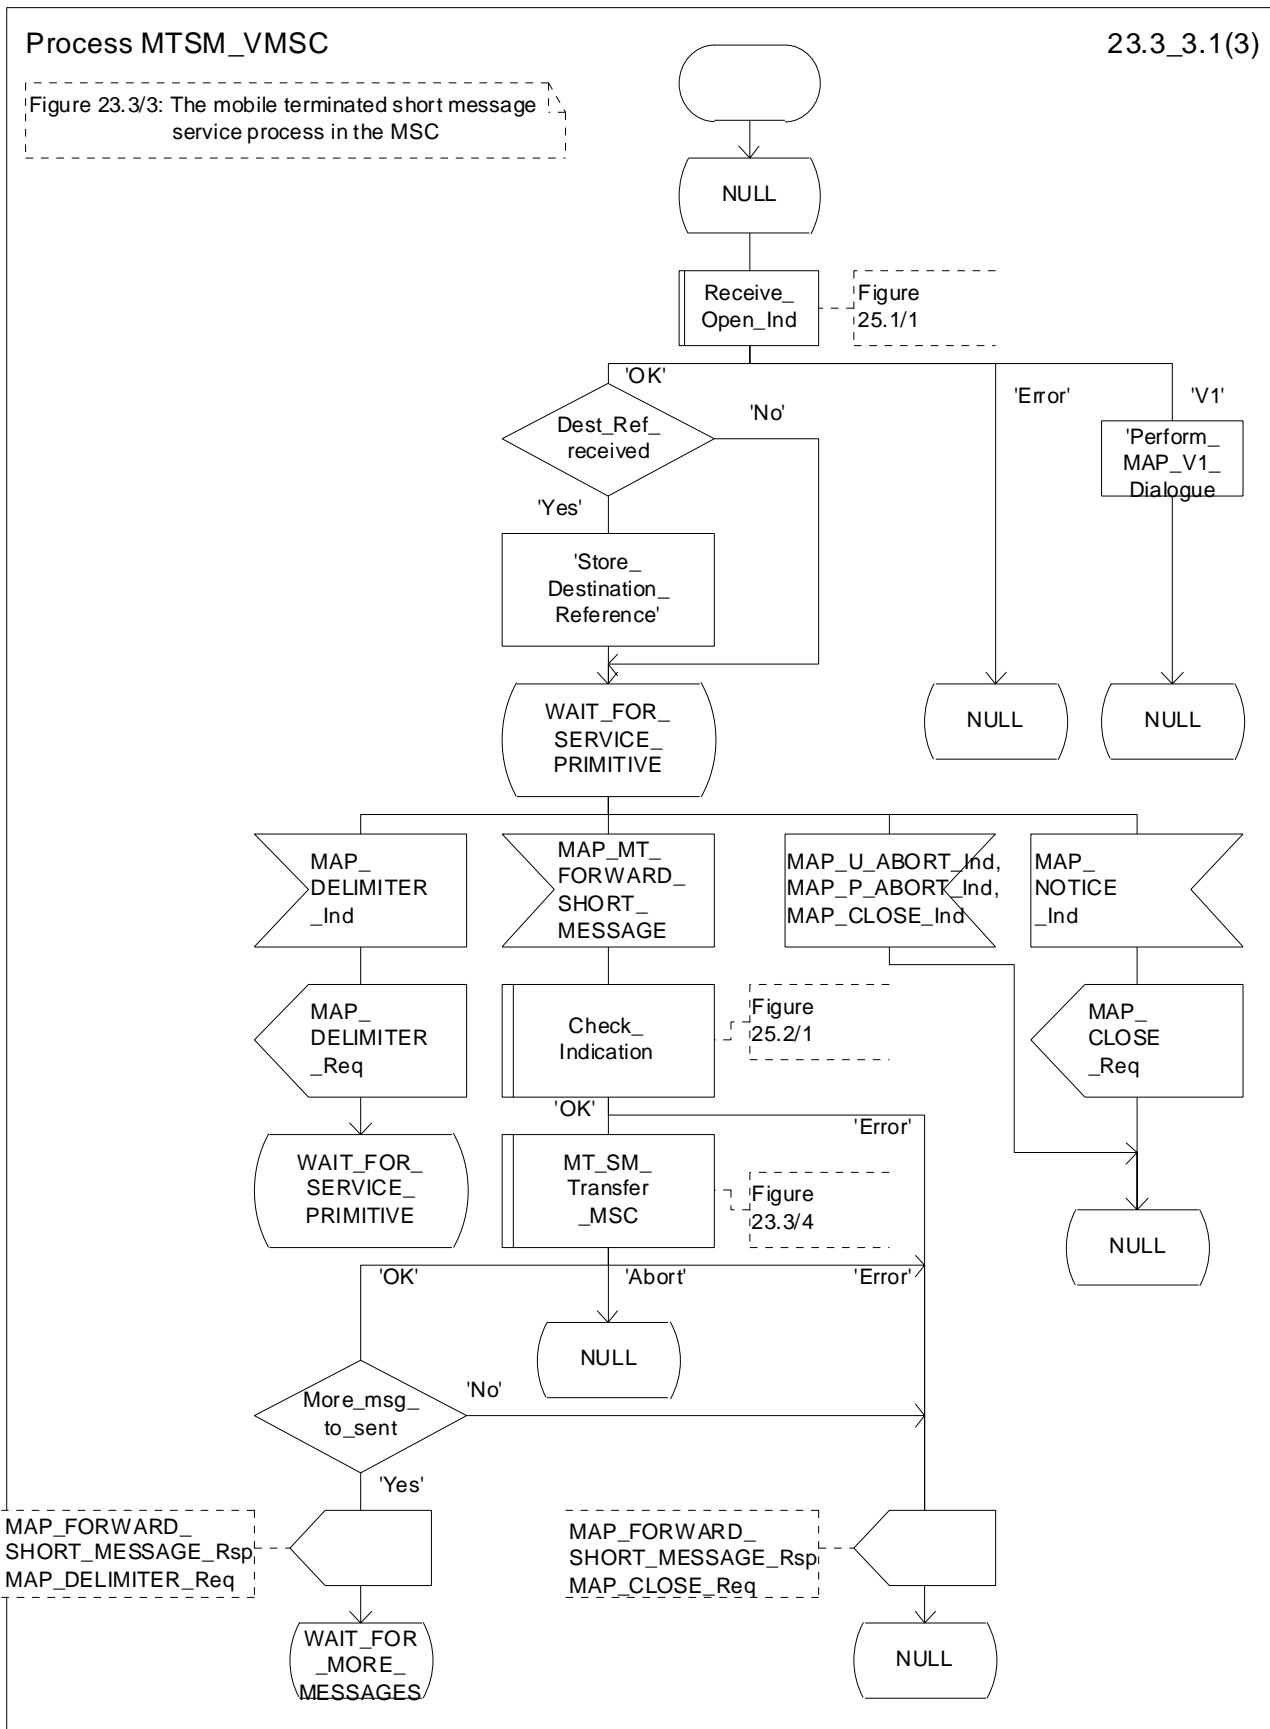 Process MTSM_VMSC
23.3_3.1(3)
Figure 23.3/3: The mobile terminated short message
service process in the MSC
NULL
Receive_
Open_Ind
Figure
25.1/1
'OK'
'Error'
'V1'
Dest_Ref_
received
'No'
'Perform_
MAP_V1_
Dialogue
'Yes'
'Store_
Destination_
Reference'
WAIT_FOR_
SERVICE_
PRIMITIVE
NULL
NULL
MAP_
DELIMITER
_Ind
MAP_MT_
FORWARD_
SHORT_
MESSAGE
MAP_U_ABORT_Ind,
MAP_P_ABORT_Ind,
MAP_CLOSE_Ind
MAP_
NOTICE
_Ind
MAP_
DELIMITER
_Req
Check_
Indication
Figure
25.2/1
MAP_
CLOSE
_Req
'OK'
'Error'
WAIT_FOR_
SERVICE_
PRIMITIVE
MT_SM_
Transfer
_MSC
Figure
23.3/4
NULL
'OK'
'Abort'
'Error'
NULL
More_msg_
to_sent
'No'
'Yes'
MAP_FORWARD_
SHORT_MESSAGE_Rsp
MAP_DELIMITER_Req
MAP_FORWARD_
SHORT_MESSAGE_Rsp
MAP_CLOSE_Req
WAIT_FOR
_MORE_
MESSAGES
NULL